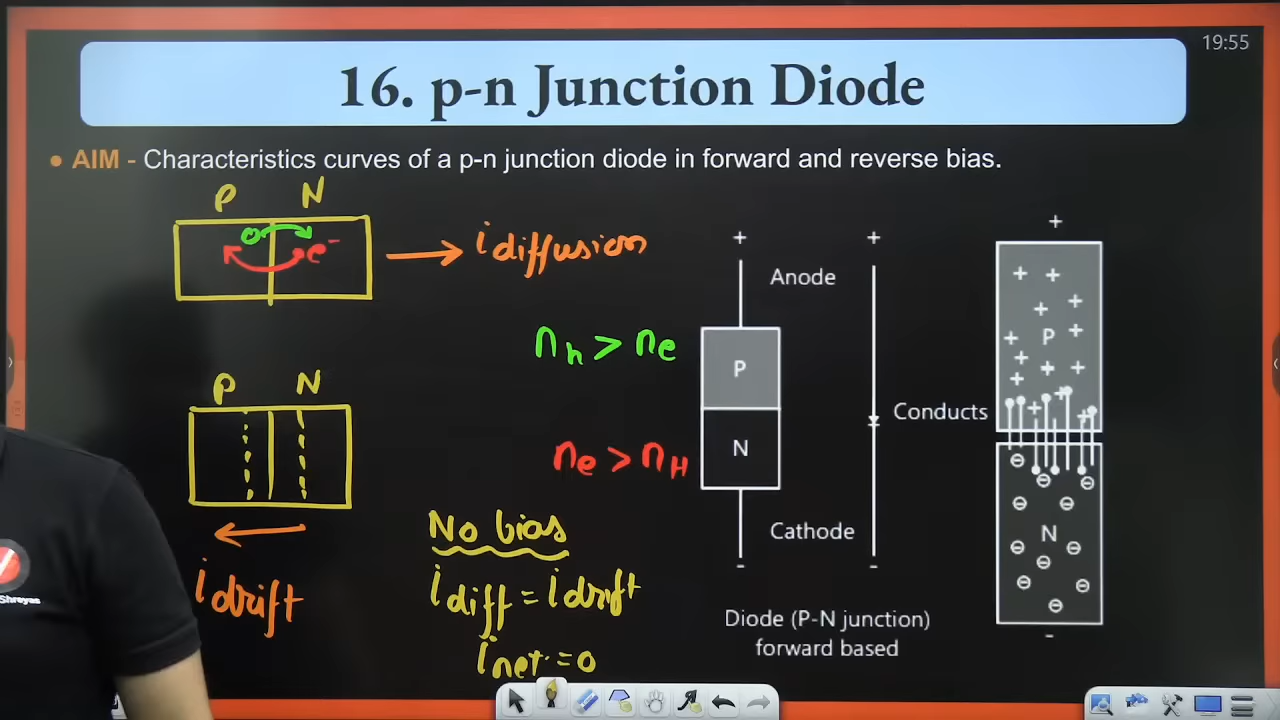 19:55
16. p-n Junction Diode
● AIM - Characteristics curves of a p-n junction diode in forward and reverse bias.
P N
e⁻
i diffusion
nh > ne
P N
ne > nH
i drift
No bias
i diff = i drift
i net = 0
+
Anode
P
N
Cathode
-
+
Conducts
-
Diode (P-N junction)
forward based
+
P
N
-
Shreyas